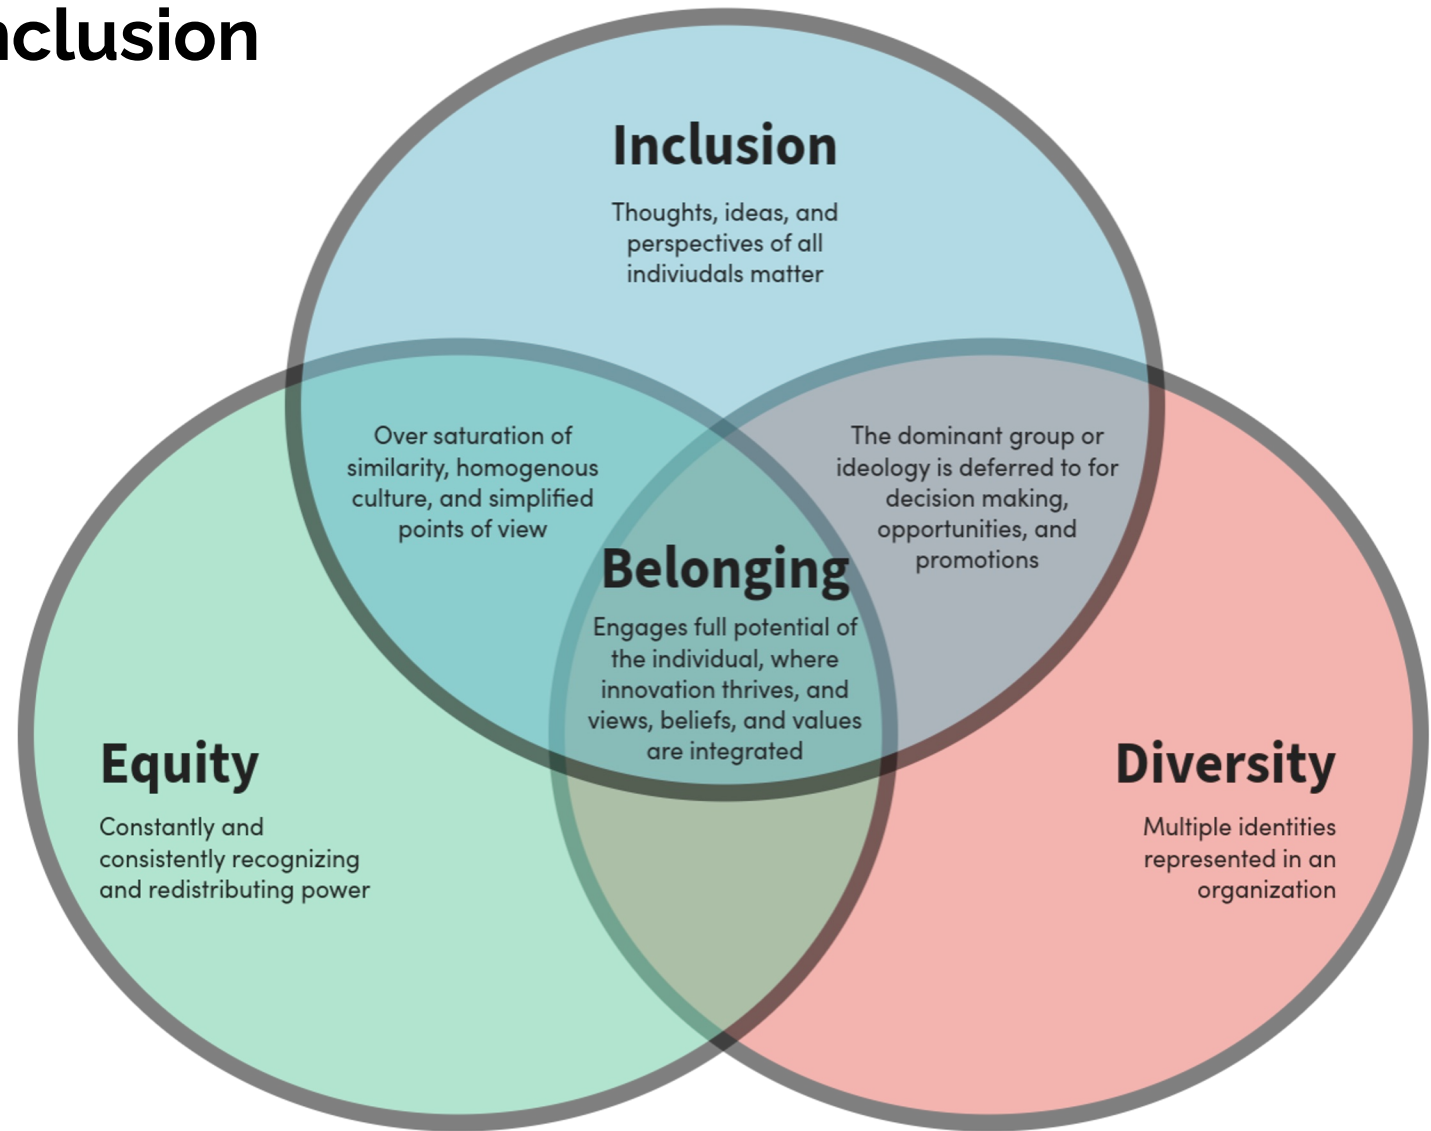 nclusion
Inclusion
Thoughts, ideas, and
perspectives of all
indiviudals matter
Over saturation of
similarity, homogenous
culture, and simplified
points of view
The dominant group or
ideology is deferred to for
decision making,
opportunities, and
promotions
Belonging
Engages full potential of
the individual, where
innovation thrives, and
views, beliefs, and values
are integrated
Equity
Constantly and
consistently recognizing
and redistributing power
Diversity
Multiple identities
represented in an
organization